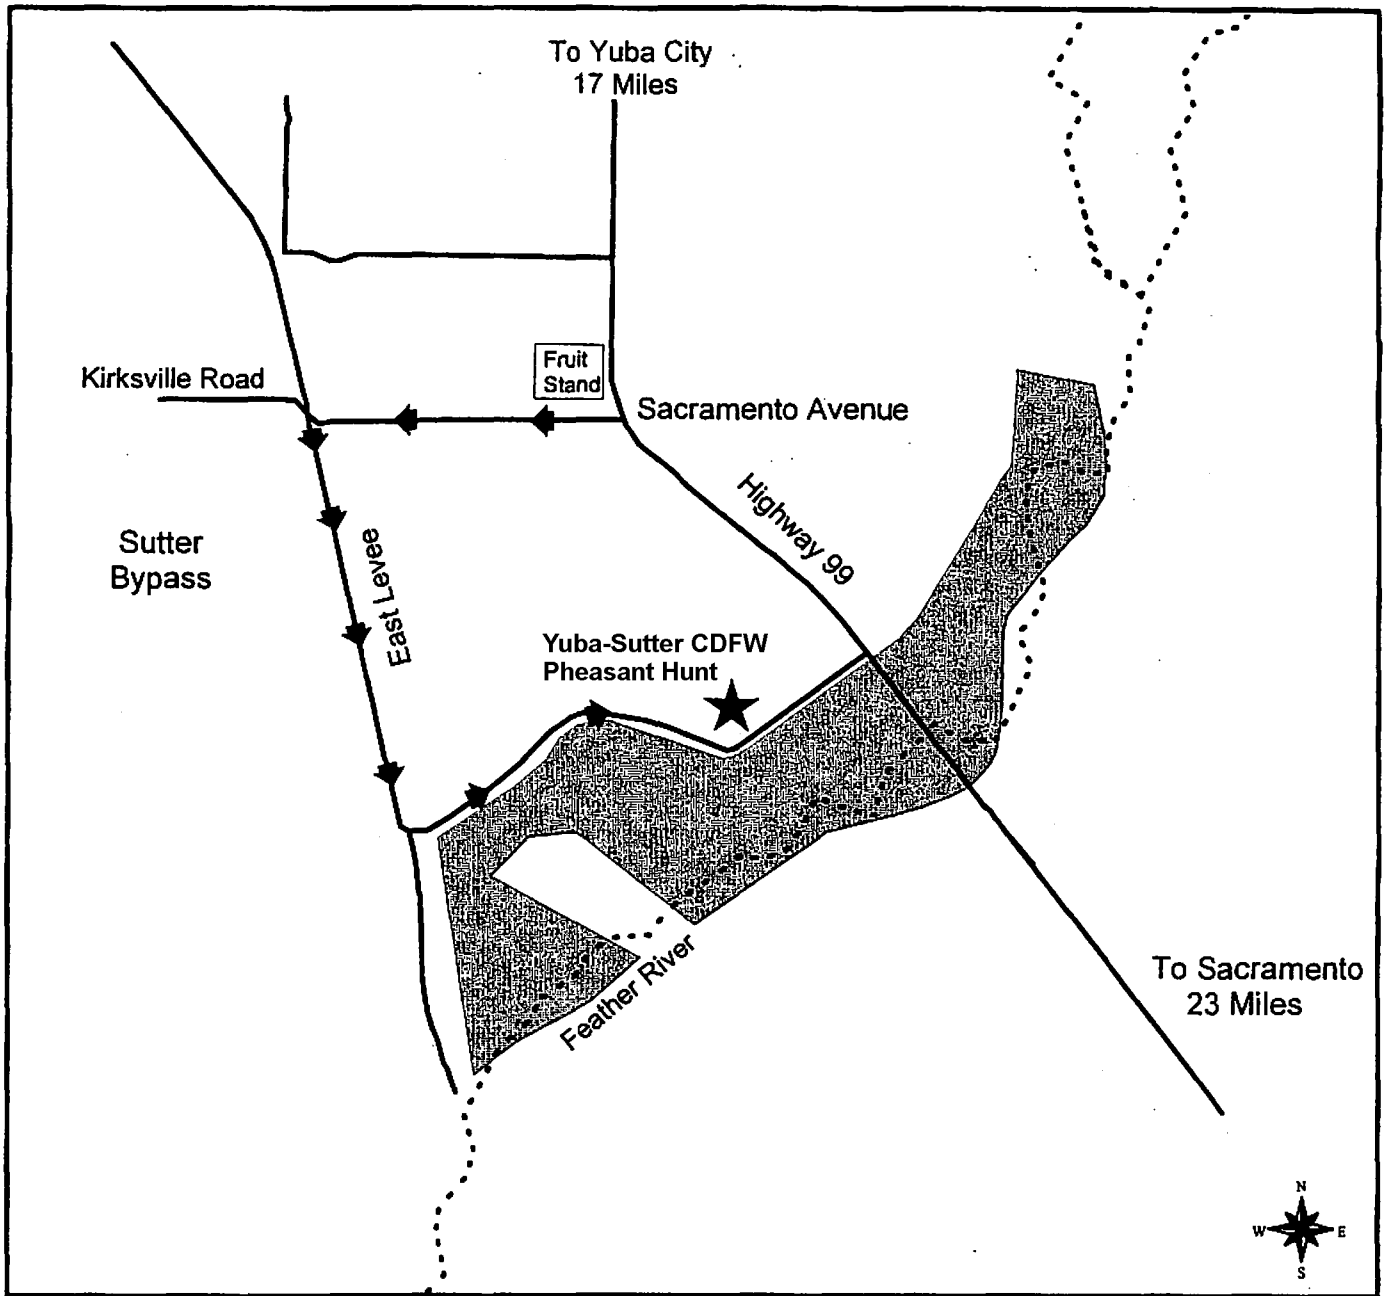 To Yuba City
17 Miles
Fruit
Stand
Kirksville Road
Sacramento Avenue
Highway 99
Sutter
Bypass
East Levee
Yuba-Sutter CDFW
Pheasant Hunt
Feather River
To Sacramento
23 Miles
N
W E
S